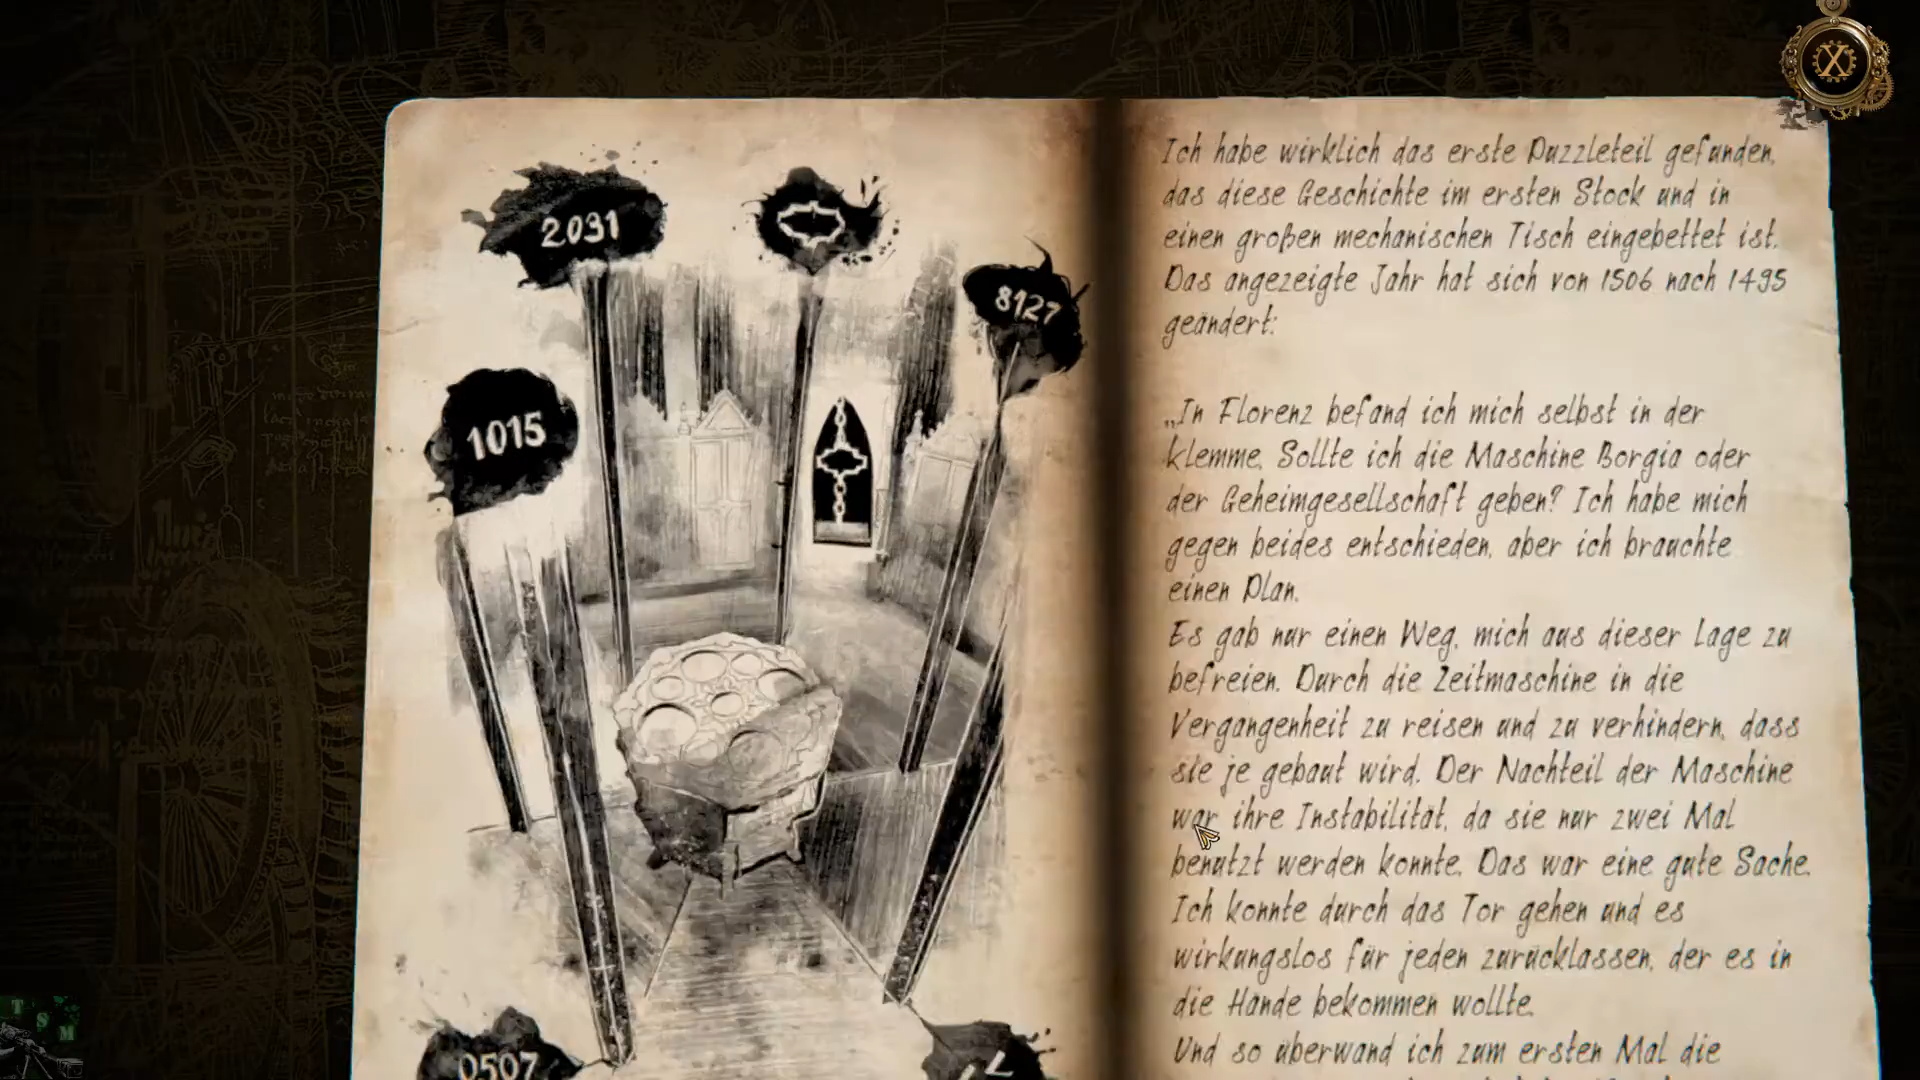 2031
8127
1015
0507
Ich habe wirklich das erste Puzzleteil gefunden,
das diese Geschichte im ersten Stock und in
einen großen mechanischen Tisch eingebettet ist.
Das angezeigte Jahr hat sich von 1506 nach 1495
geändert:
„In Florenz befand ich mich selbst in der
klemme. Sollte ich die Maschine Borgia oder
der Geheimgesellschaft geben? Ich habe mich
gegen beides entschieden, aber ich brauchte
einen Plan.
Es gab nur einen Weg, mich aus dieser Lage zu
befreien. Durch die Zeitmaschine in die
Vergangenheit zu reisen und zu verhindern, dass
sie je gebaut wird. Der Nachteil der Maschine
war ihre Instabilität, da sie nur zwei Mal
benutzt werden konnte. Das war eine gute Sache.
Ich konnte durch das Tor gehen und es
wirkungslos für jeden zurücklassen, der es in
die Hände bekommen wollte.
Und so überwand ich zum ersten Mal die
X
T S M